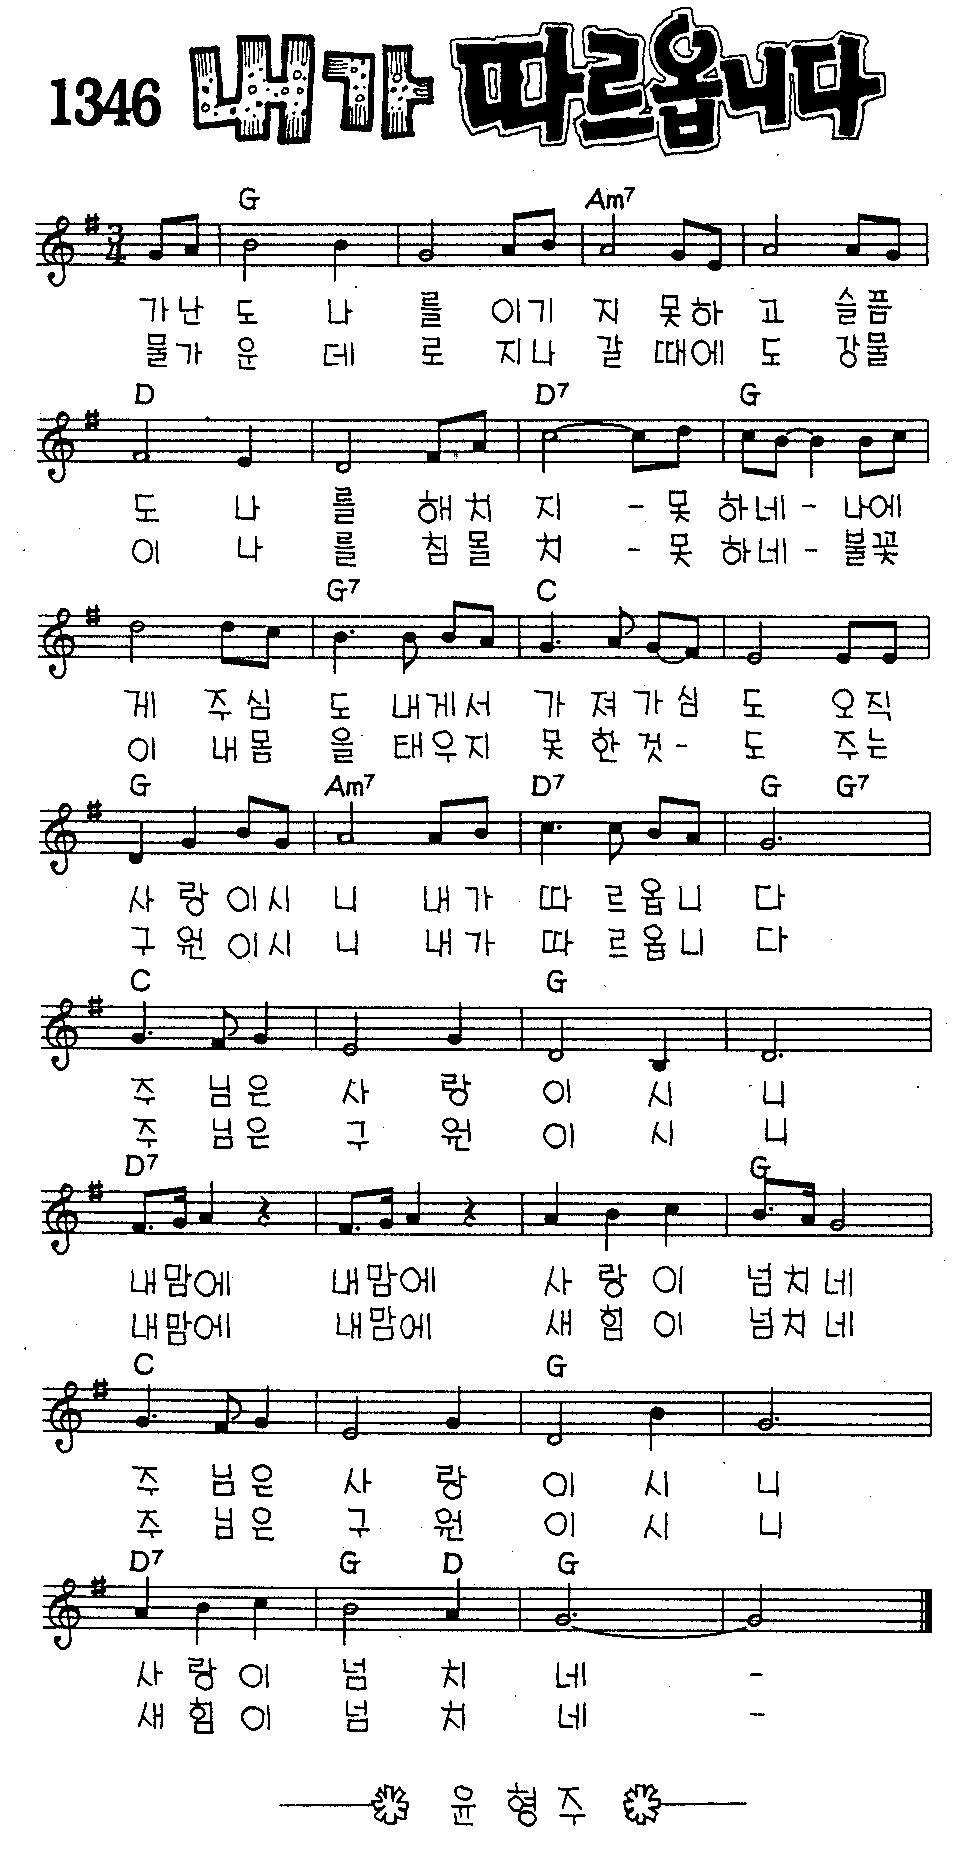 1346 내가 따르옵니다
G Am7
3/4
가난 도 나 를 이기 지 못하 고 슬픔
물가 운 데 로 지나 갈 때에 도 강물
D D7 G
도 나 를 해치 지 - 못 하네 - 나에
이 나 를 침몰 치 - 못 하네 - 불꽃
G7 C
게 주심 도 내게서 가 져가심 도 오직
이 내몸 을 태우지 못 한것- 도 주는
G Am7 D7 G G7
사 랑이시 니 내가 따 르옵니 다
구 원이시 니 내가 따 르옵니 다
C G
주 님은 사 랑 이 시 니
주 님은 구 원 이 시 니
D7 G
내맘에 내맘에 사 랑 이 넘치네
내맘에 내맘에 새 힘 이 넘치네
C G
주 님은 사 랑 이 시 니
주 님은 구 원 이 시 니
D7 G D G
사 랑 이 넘 치 네 -
새 힘 이 넘 치 네 -
윤 형 주